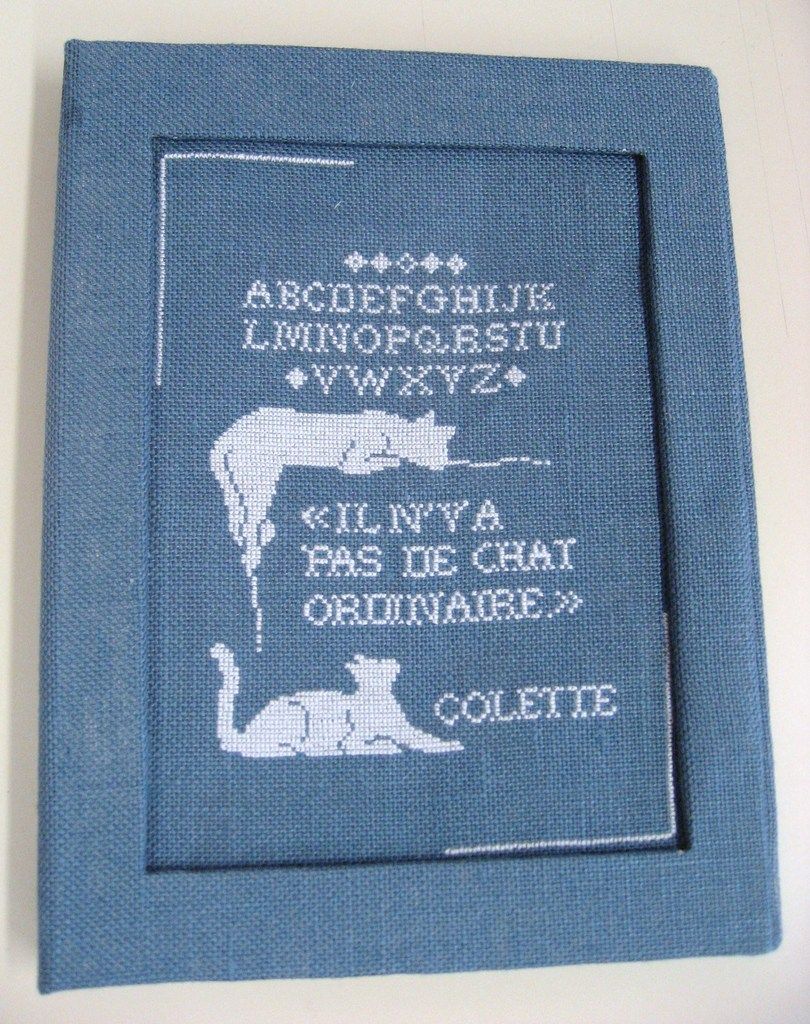 ABCDEFGHIJK
LMNOPQRSTU
VWXYZ
«IL N'Y A
PAS DE CHAT
ORDINAIRE.»
COLETTE